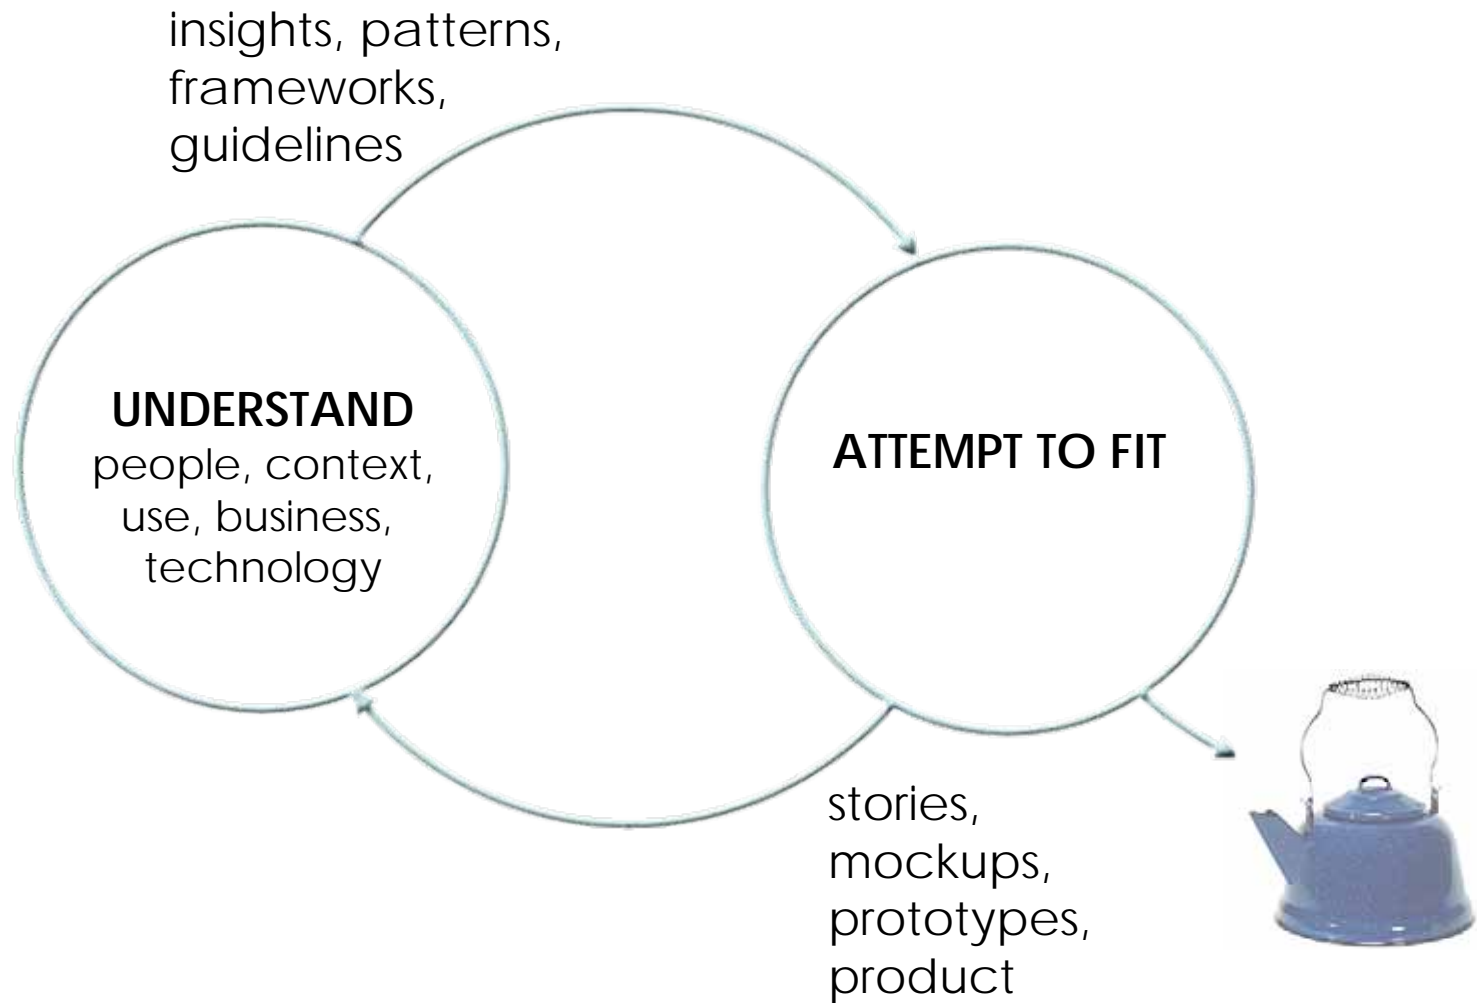 insights, patterns,
frameworks,
guidelines
UNDERSTAND
people, context,
use, business,
technology
ATTEMPT TO FIT
stories,
mockups,
prototypes,
product